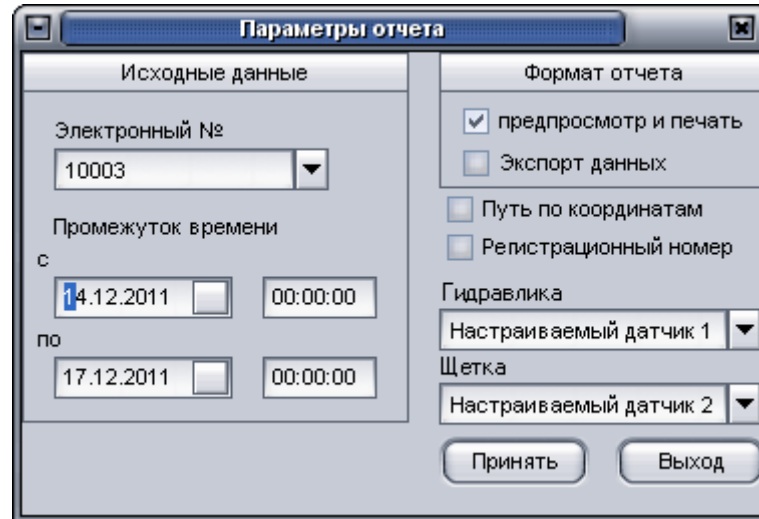 Параметры отчета
Исходные данные
Электронный №
10003
Промежуток времени
с
14.12.2011 00:00:00
по
17.12.2011 00:00:00
Формат отчета
предпросмотр и печать
Экспорт данных
Путь по координатам
Регистрационный номер
Гидравлика
Настраиваемый датчик 1
Щетка
Настраиваемый датчик 2
Принять Выход